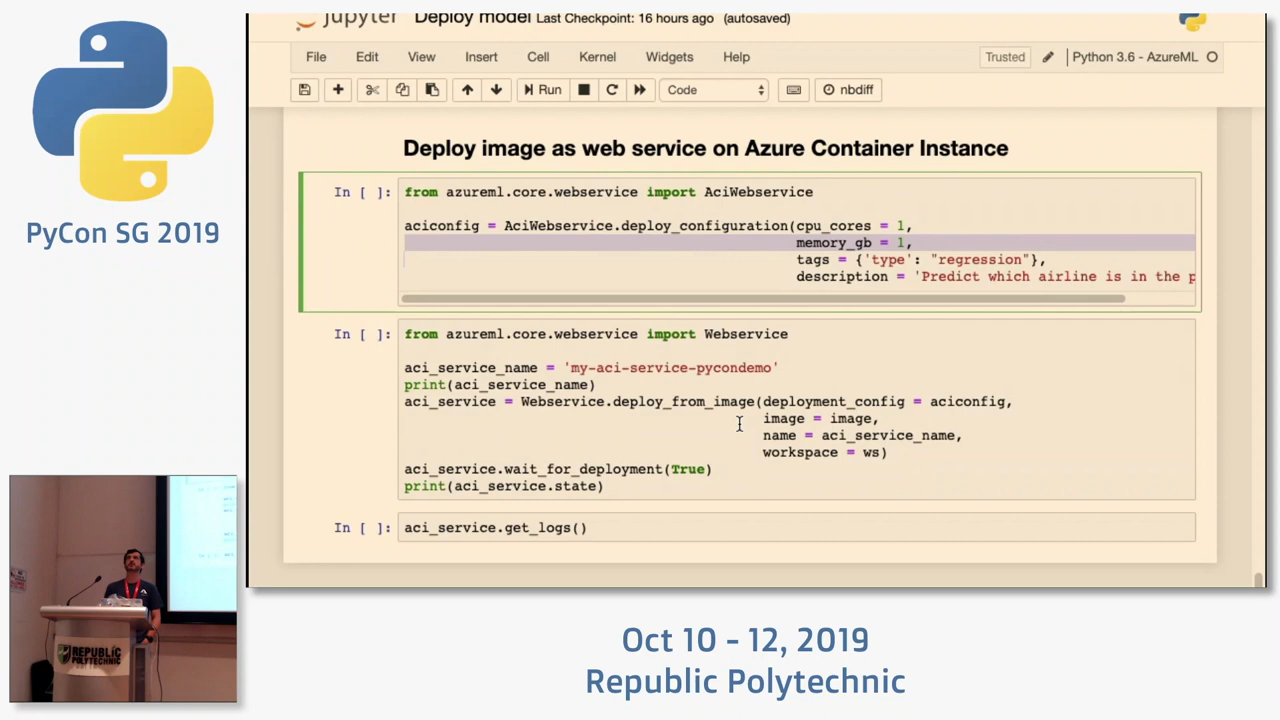 PyCon SG 2019
jupyter Deploy model Last Checkpoint: 16 hours ago (autosaved)
File Edit View Insert Cell Kernel Widgets Help Trusted Python 3.6 - AzureML
Run Code nbdiff
Deploy image as web service on Azure Container Instance
In [ ]: from azureml.core.webservice import AciWebservice
aciconfig = AciWebservice.deploy_configuration(cpu_cores = 1,
memory_gb = 1,
tags = {'type': "regression"},
description = 'Predict which airline is in the p
In [ ]: from azureml.core.webservice import Webservice
aci_service_name = 'my-aci-service-pycondemo'
print(aci_service_name)
aci_service = Webservice.deploy_from_image(deployment_config = aciconfig,
image = image,
name = aci_service_name,
workspace = ws)
aci_service.wait_for_deployment(True)
print(aci_service.state)
In [ ]: aci_service.get_logs()
REPUBLIC
POLYTECHNIC
Oct 10 - 12, 2019
Republic Polytechnic